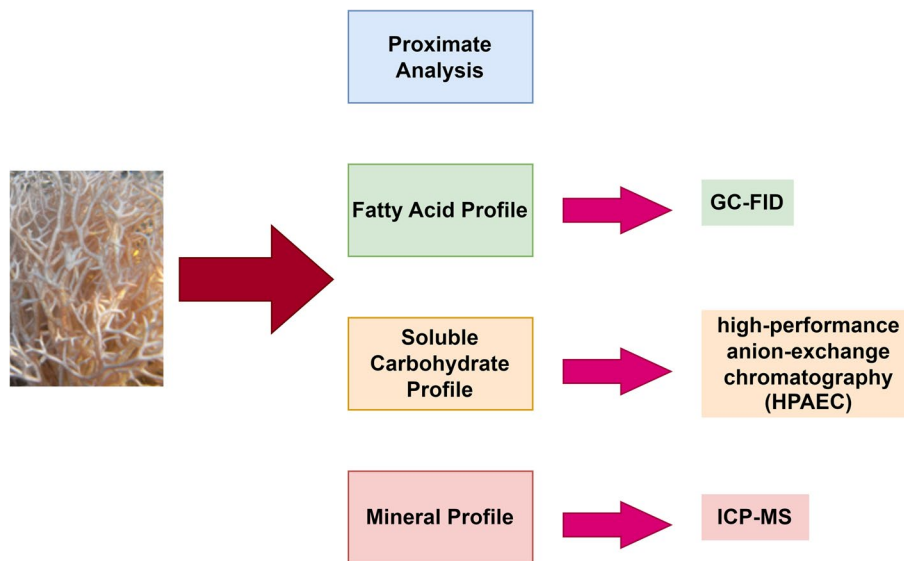 Proximate
Analysis
Fatty Acid Profile
GC-FID
Soluble
Carbohydrate
Profile
high-performance
anion-exchange
chromatography
(HPAEC)
Mineral Profile
ICP-MS